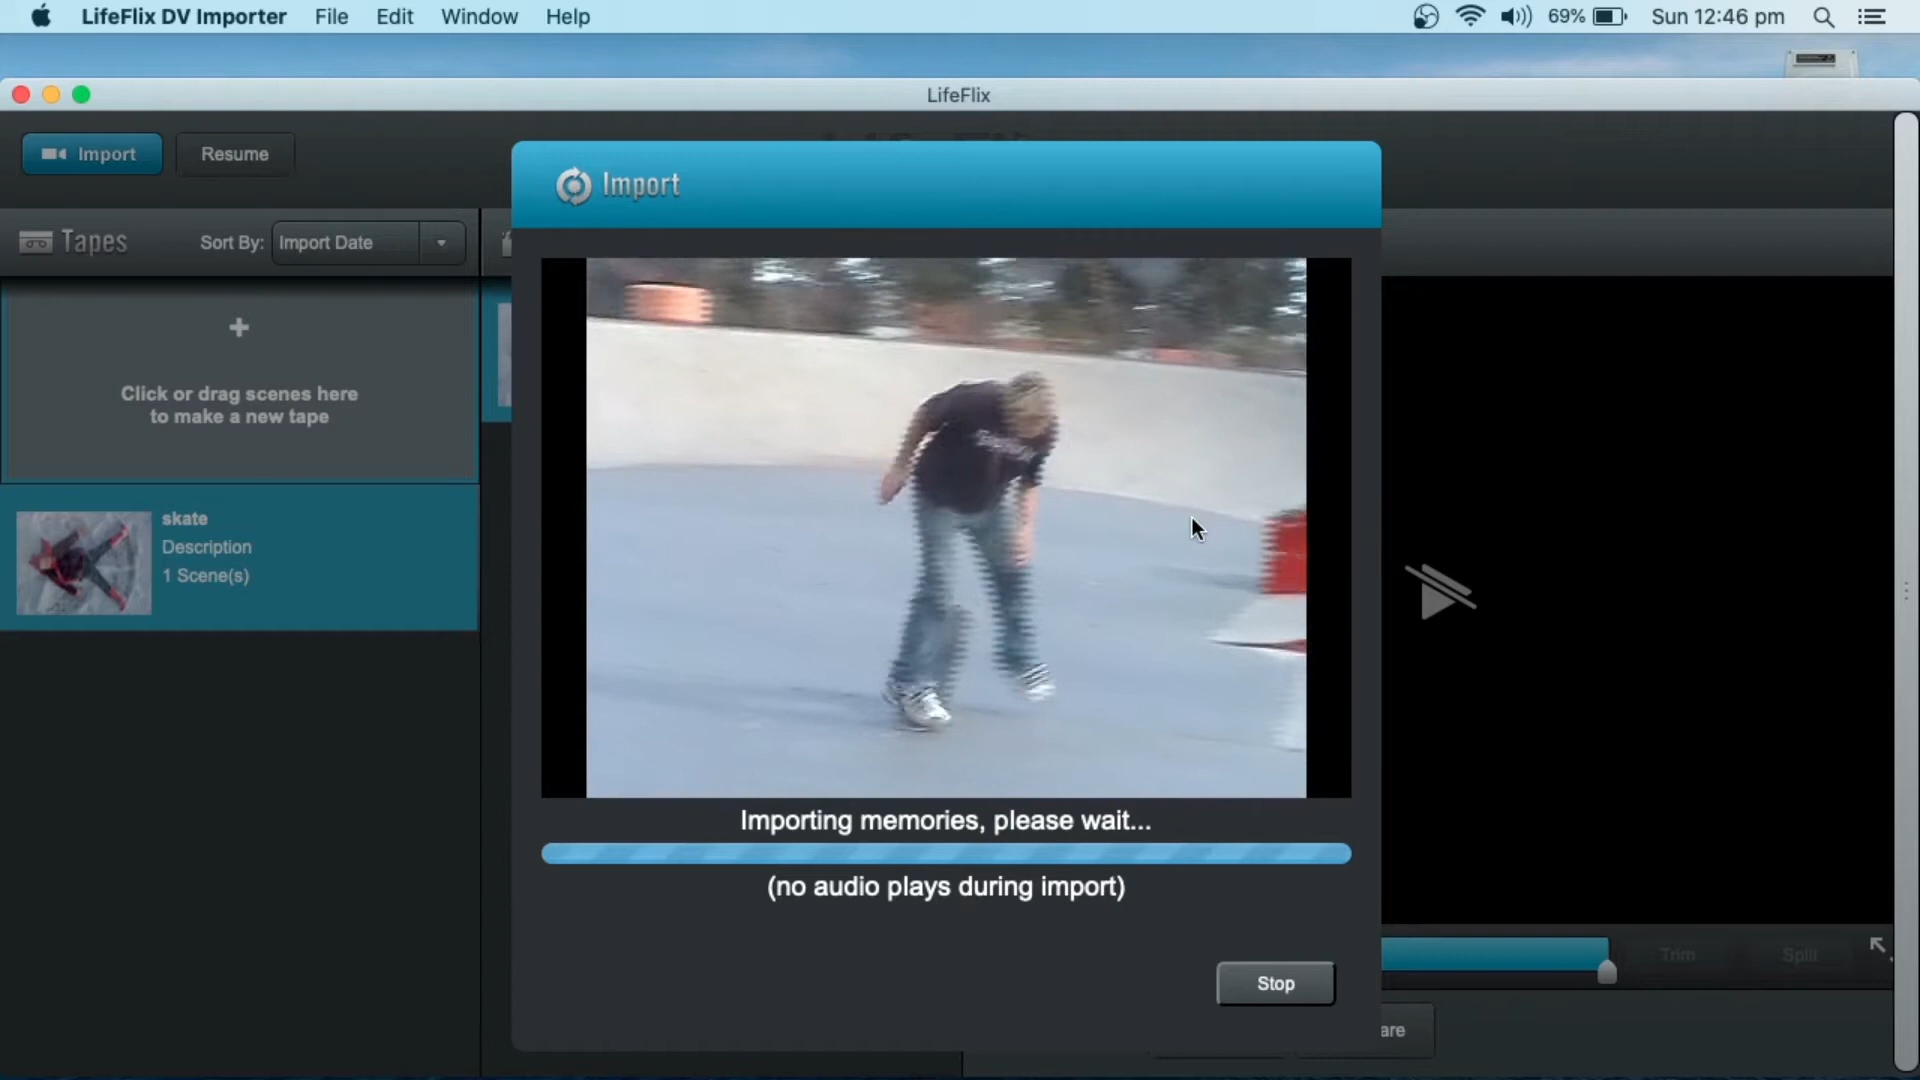 LifeFlix DV Importer File Edit Window Help 69% Sun 12:46 pm
LifeFlix
Import Resume
Import
Tapes Sort By: Import Date
Click or drag scenes here
to make a new tape
skate
Description
1 Scene(s)
Importing memories, please wait...
(no audio plays during import)
Trim Split
Stop
are